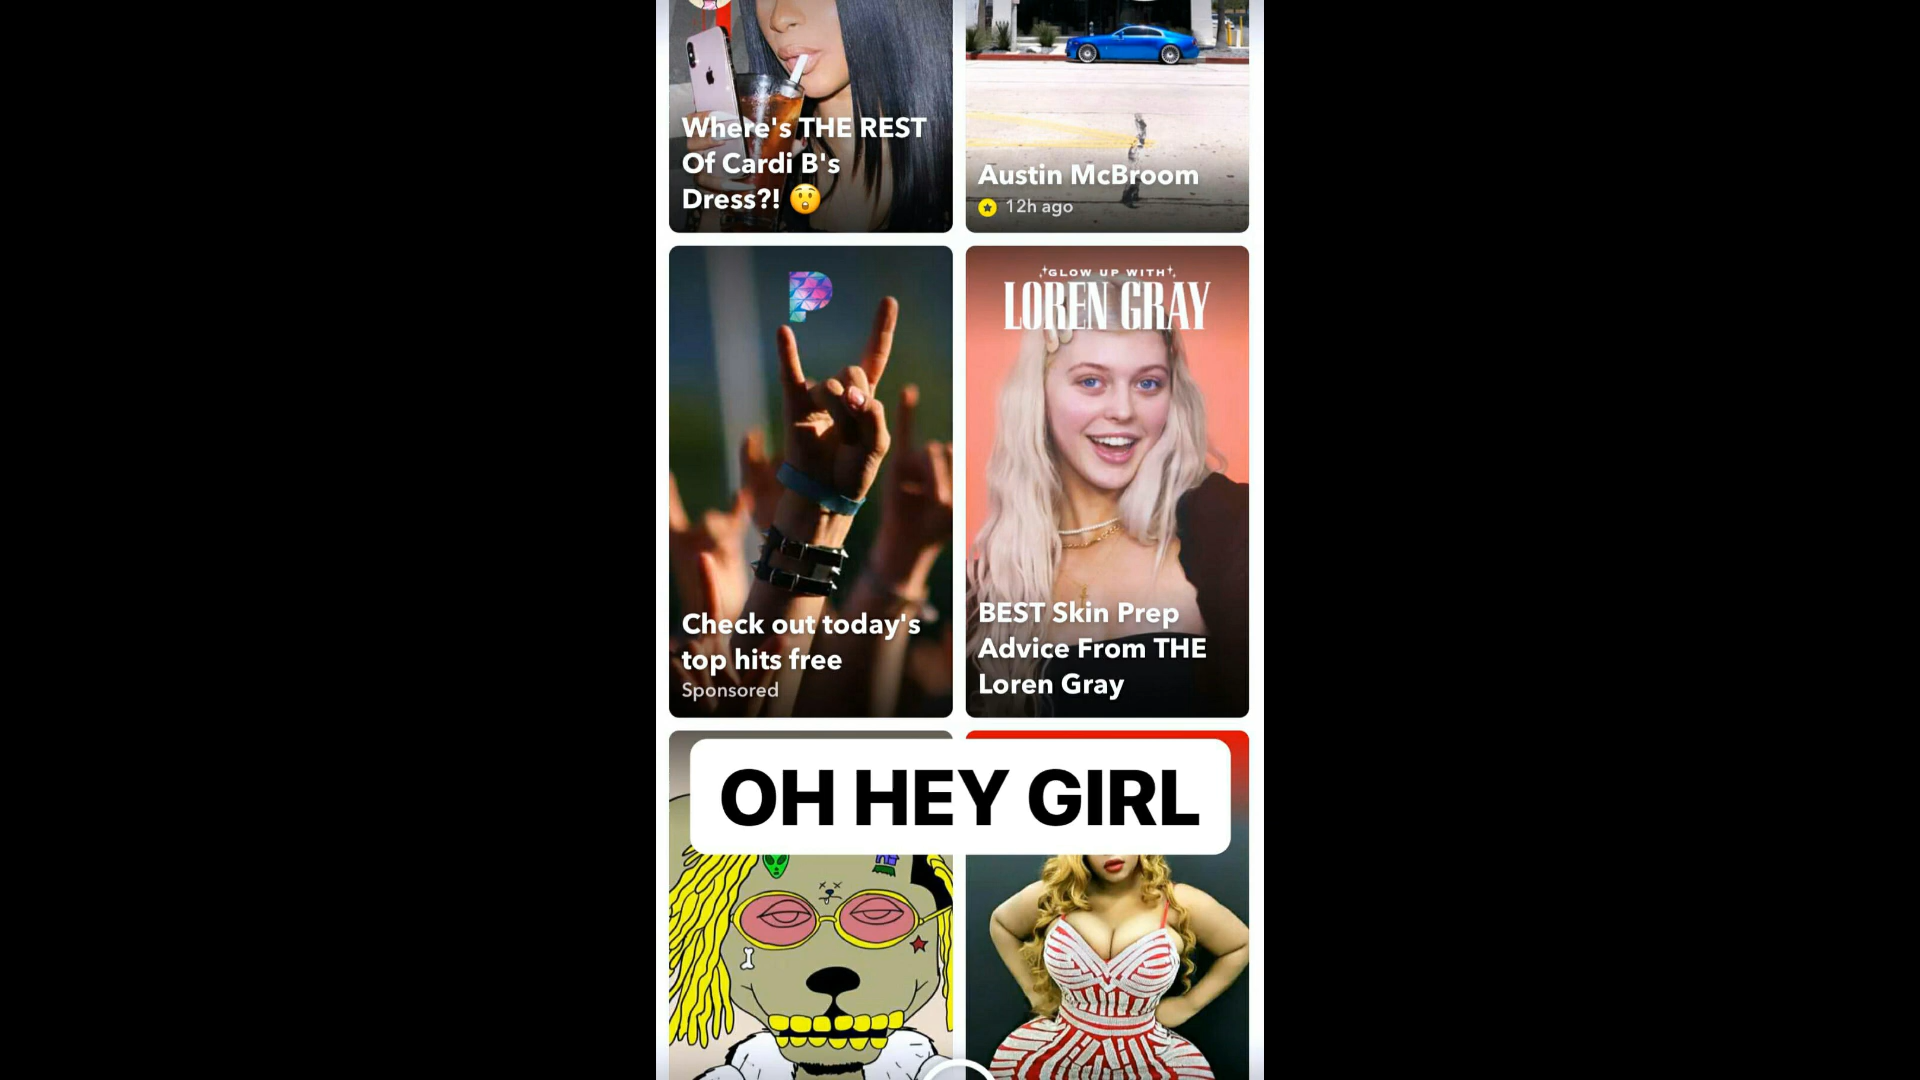 Where's THE REST
Of Cardi B's
Dress?! 😲
Austin McBroom
12h ago
GLOW UP WITH
LOREN GRAY
Check out today's
top hits free
Sponsored
BEST Skin Prep
Advice From THE
Loren Gray
OH HEY GIRL